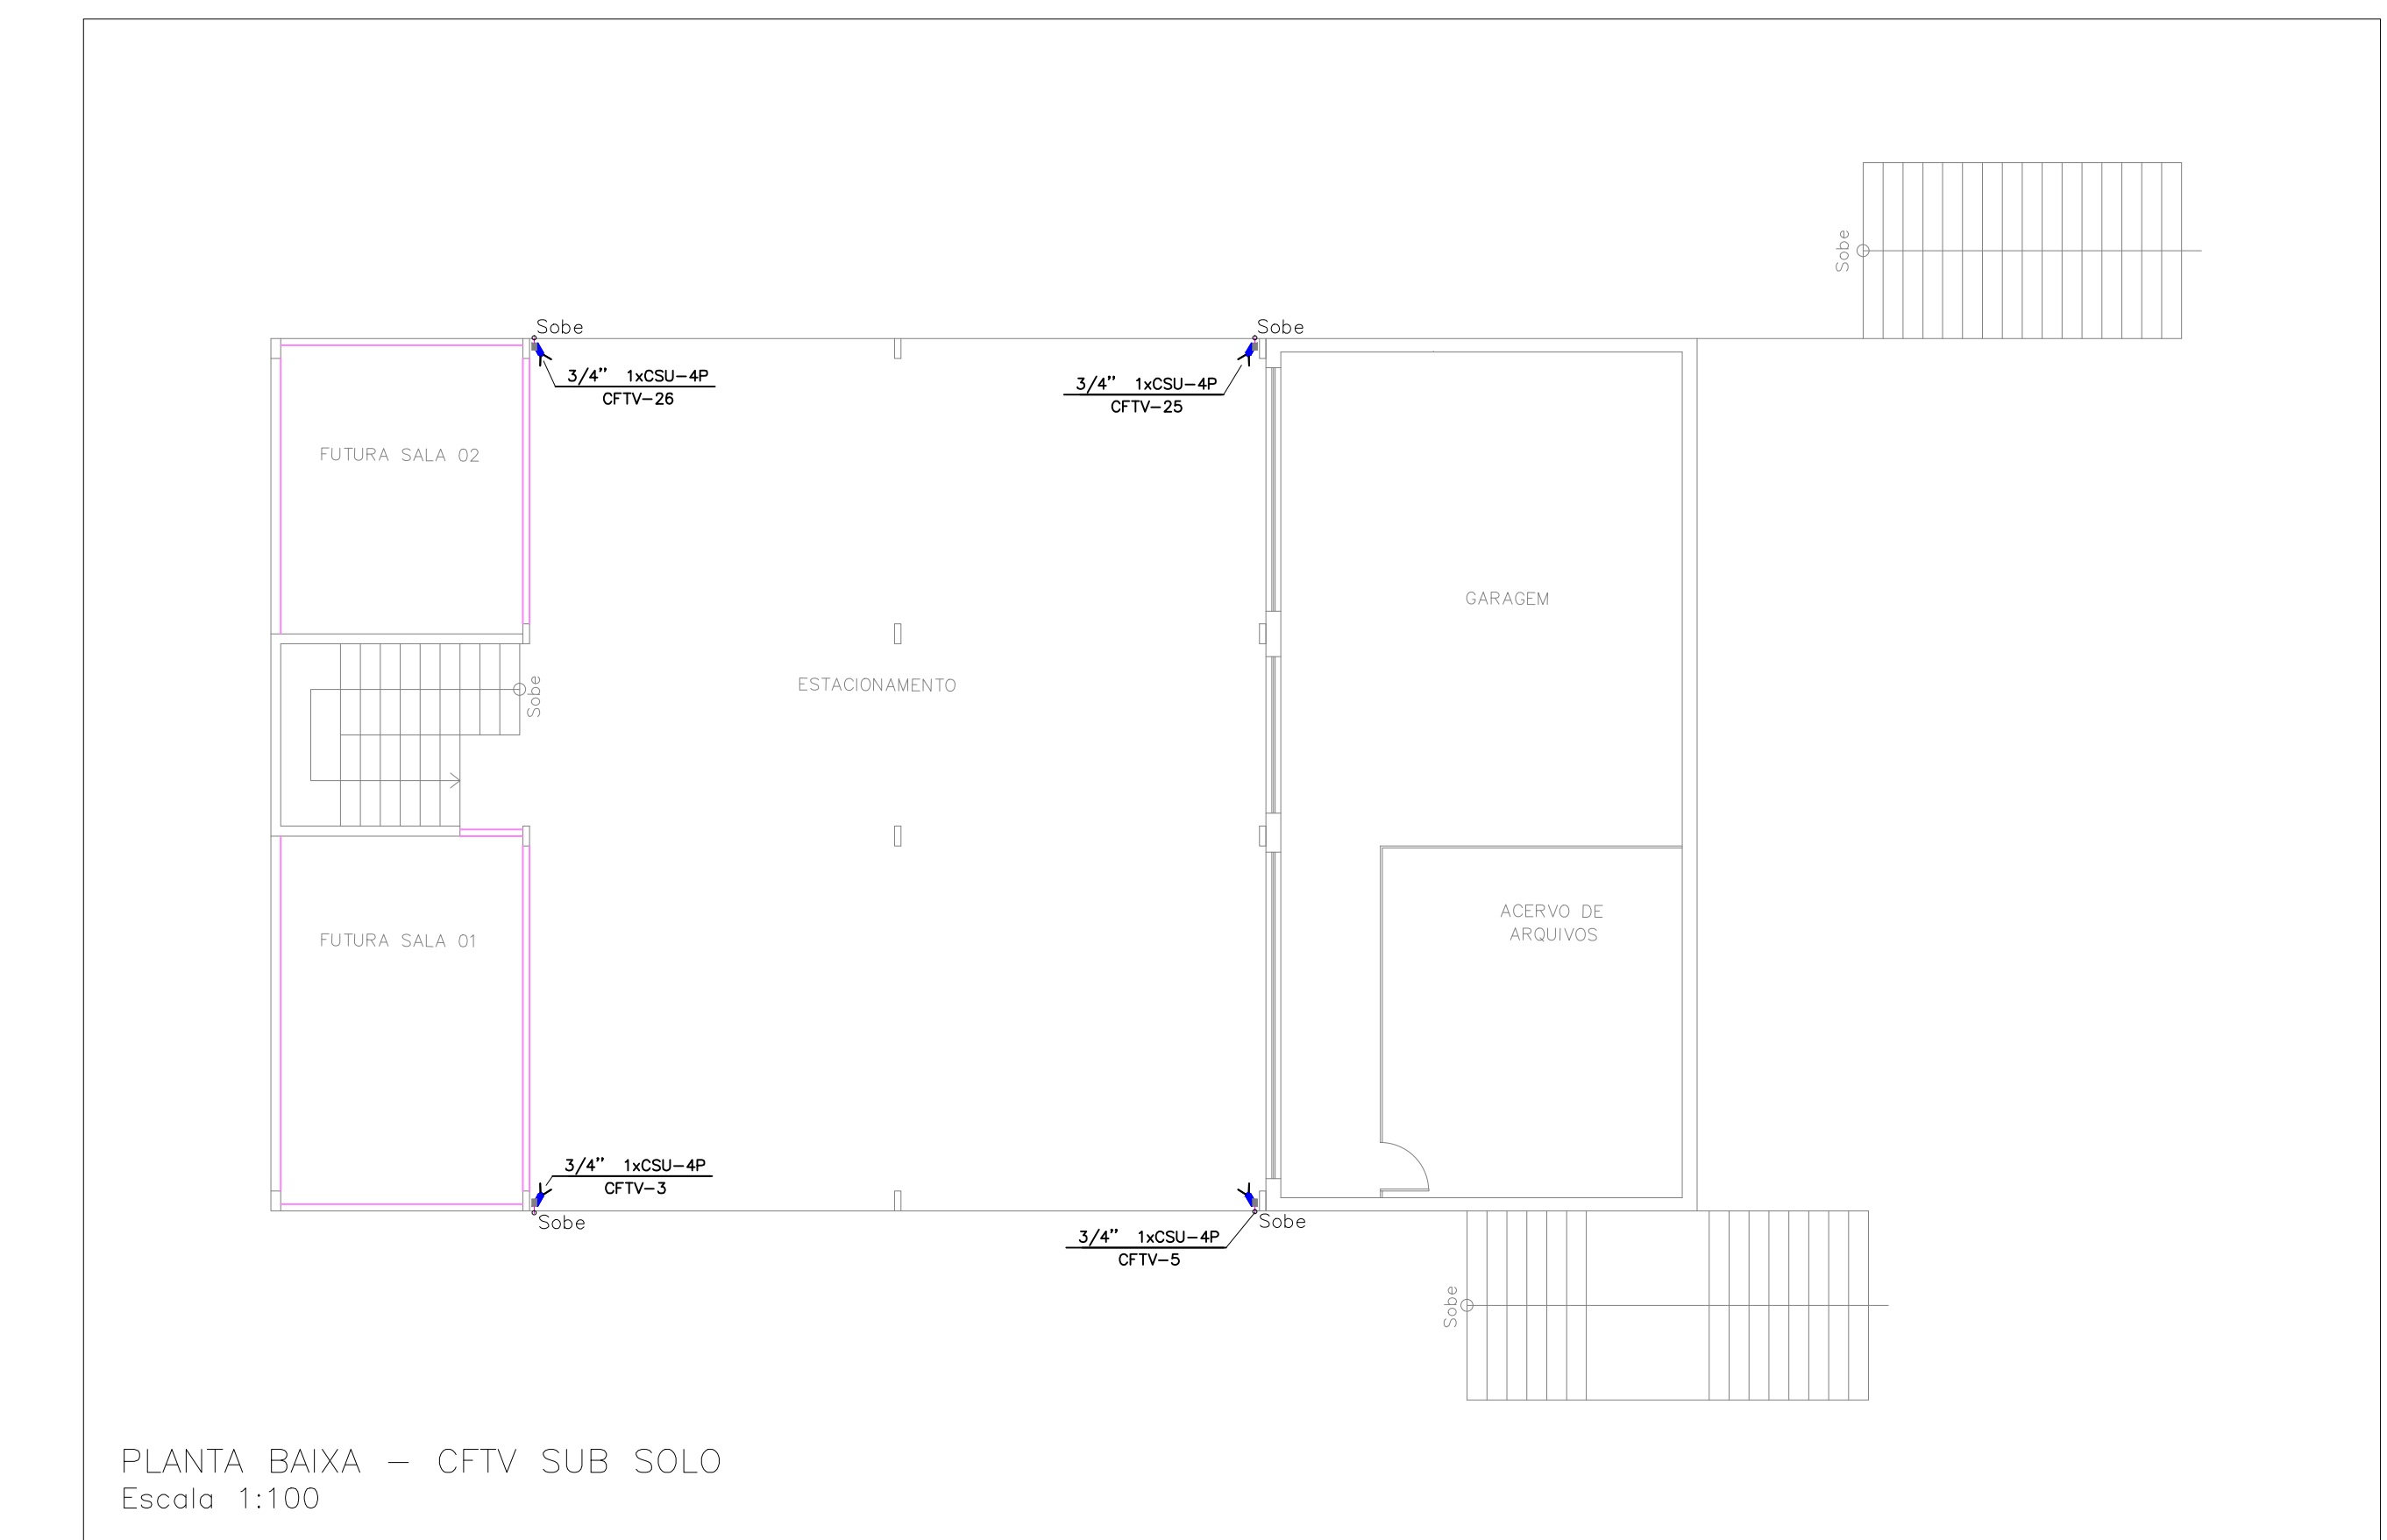 Sobe
Sobe
Sobe
3/4" 1xCSU-4P
CFTV-26
3/4" 1xCSU-4P
CFTV-25
FUTURA SALA 02
GARAGEM
Sobe
ESTACIONAMENTO
ACERVO DE
ARQUIVOS
FUTURA SALA 01
3/4" 1xCSU-4P
CFTV-3
Sobe
Sobe
3/4" 1xCSU-4P
CFTV-5
Sobe
PLANTA BAIXA - CFTV SUB SOLO
Escala 1:100